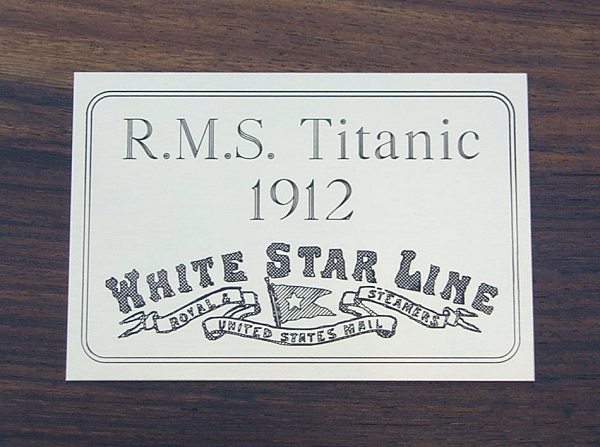 R.M.S. Titanic
1912
WHITE STAR LINE
ROYAL & UNITED STATES MAIL STEAMERS